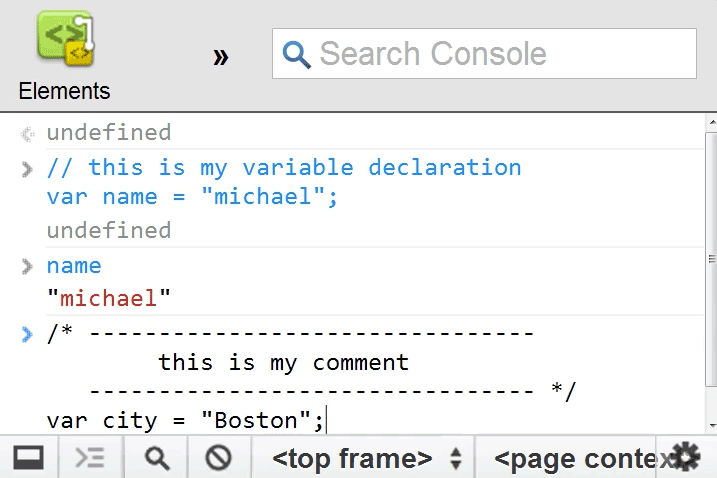 »
Search Console
Elements
undefined
// this is my variable declaration
var name = "michael";
undefined
name
"michael"
/* --------------------------------
this is my comment
-------------------------------- */
var city = "Boston";
<top frame>
<page contex